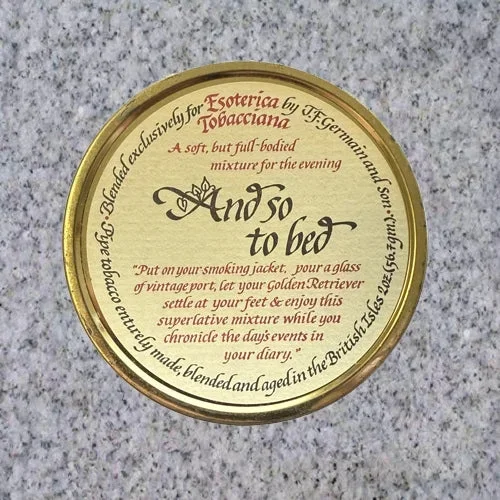 Blended exclusively for Esoterica Tobacciana by J.F. Germain and Son.
A soft, but full-bodied
mixture for the evening
And so
to bed
"Put on your smoking jacket, pour a glass
of vintage port, let your Golden Retriever
settle at your feet & enjoy this
superlative mixture while you
chronicle the day's events in
your diary."
Pipe tobacco entirely made, blended and aged in the British Isles 2oz. (56.7gm).